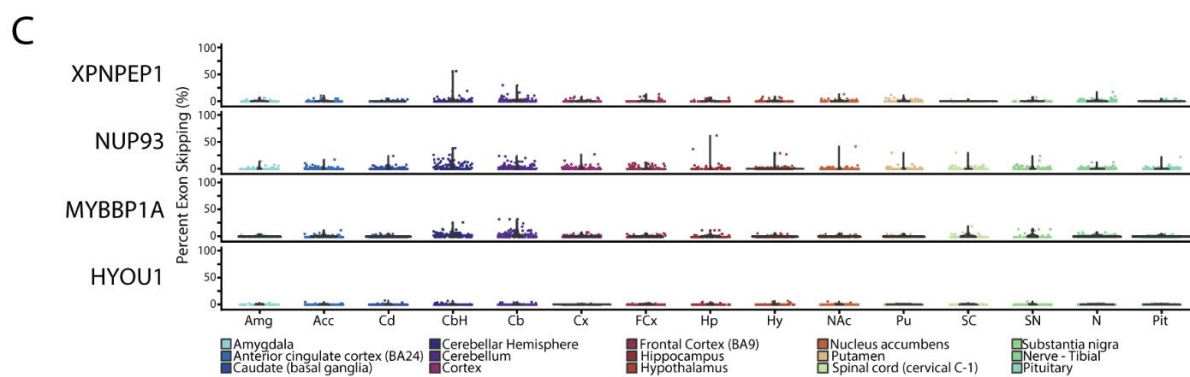 C
Percent Exon Skipping (%)
XPNPEP1
100
50
0
NUP93
100
50
0
MYBBP1A
100
50
0
HYOU1
100
50
0
Amg Acc Cd CbH Cb Cx FCx Hp Hy NAc Pu SC SN N Pit
Amygdala Cerebellar Hemisphere Frontal Cortex (BA9) Nucleus accumbens Substantia nigra
Anterior cingulate cortex (BA24) Cerebellum Hippocampus Putamen Nerve - Tibial
Caudate (basal ganglia) Cortex Hypothalamus Spinal cord (cervical C-1) Pituitary